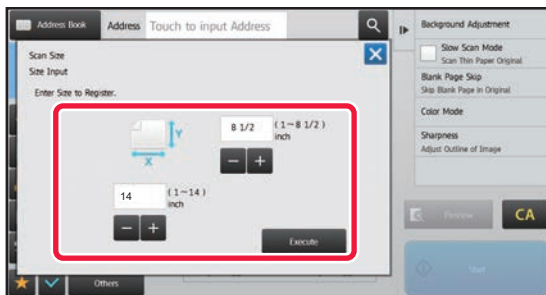 Address Book
Address
Touch to input Address
Scan Size
Size Input
Enter Size to Register.
Y
X
8 1/2
(1~8 1/2)
inch
14
(1~14)
inch
Execute
Others
Background Adjustment
Slow Scan Mode
Scan Thin Paper Original
Blank Page Skip
Skip Blank Page in Original
Color Mode
Sharpness
Adjust Outline of Image
Preview
CA
Start